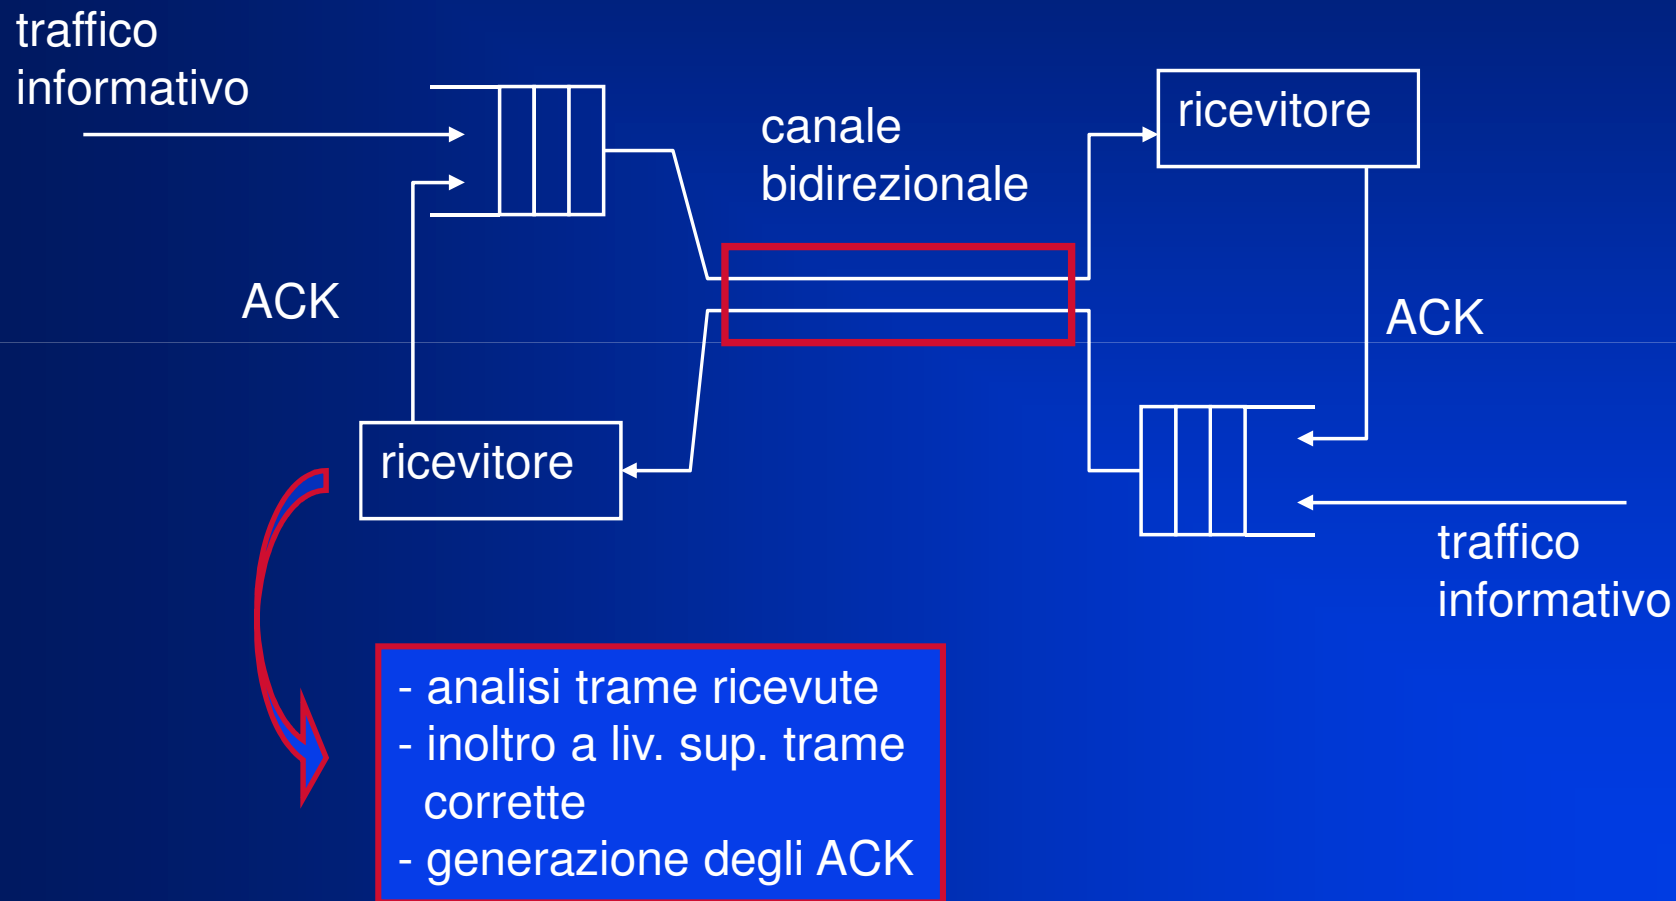 traffico
informativo
canale
bidirezionale
ricevitore
ACK
ACK
ricevitore
traffico
informativo
- analisi trame ricevute
- inoltro a liv. sup. trame
corrette
- generazione degli ACK